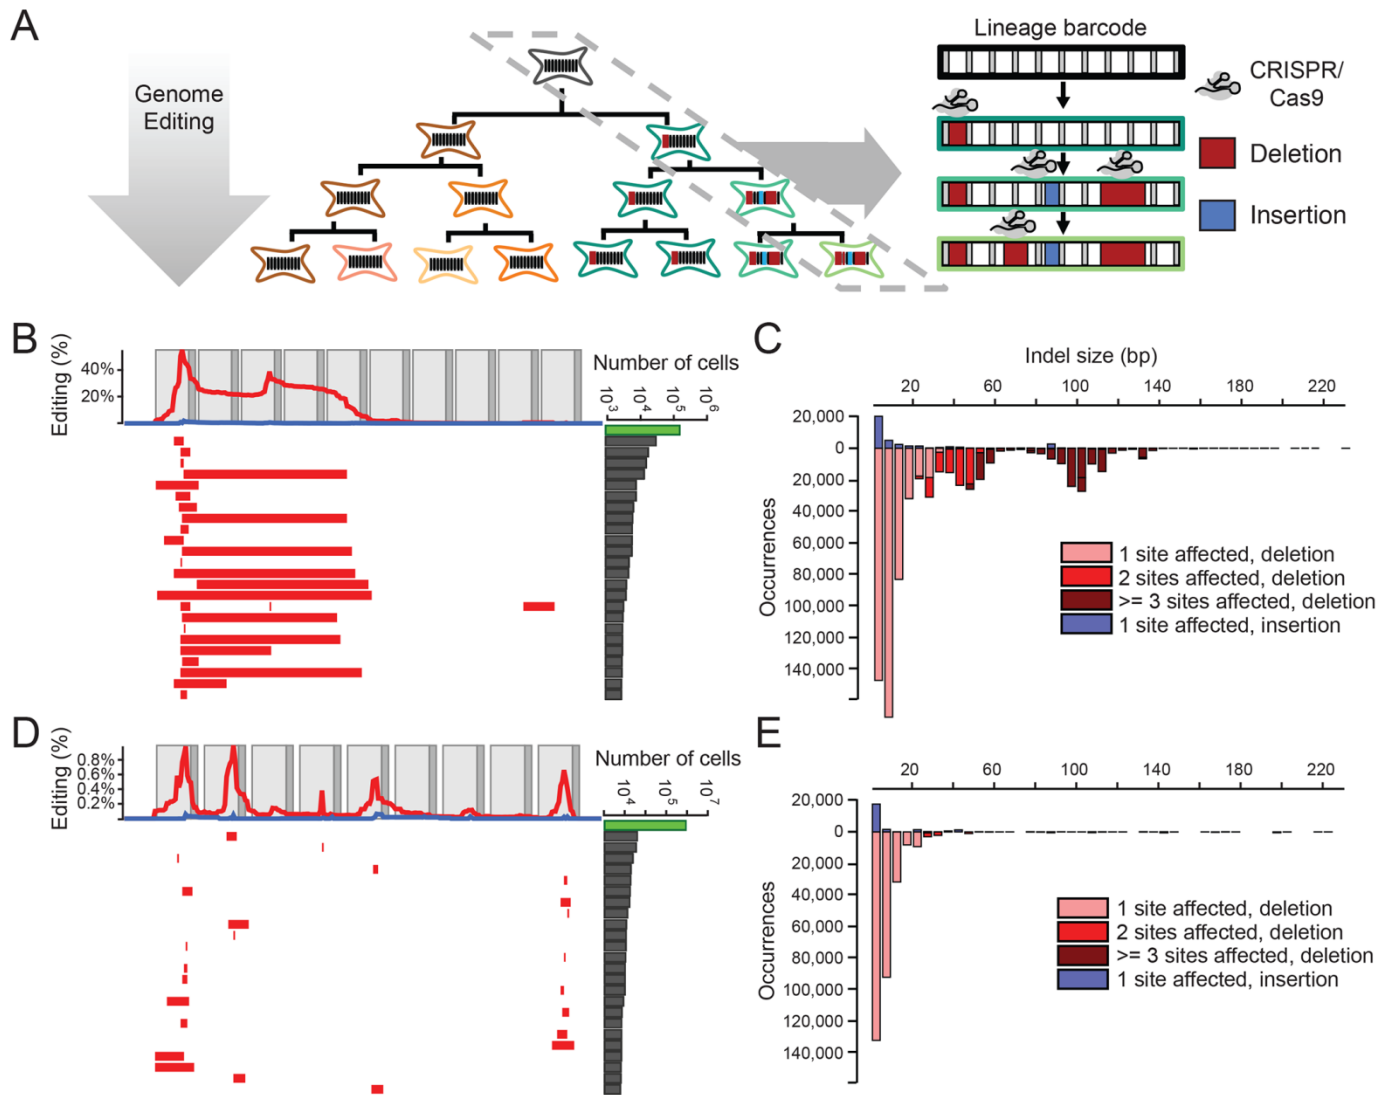 A
Genome
Editing
Lineage barcode
CRISPR/
Cas9
Deletion
Insertion
B
Editing (%)
40%
20%
Number of cells
10³ 10⁴ 10⁵ 10⁶
C
Indel size (bp)
20 60 100 140 180 220
Occurrences
20,000
0
20,000
40,000
60,000
80,000
100,000
120,000
140,000
1 site affected, deletion
2 sites affected, deletion
>= 3 sites affected, deletion
1 site affected, insertion
D
Editing (%)
0.8%
0.6%
0.4%
0.2%
Number of cells
10⁴ 10⁵ 10⁷
E
20 60 100 140 180 220
Occurrences
20,000
0
20,000
40,000
60,000
80,000
100,000
120,000
140,000
1 site affected, deletion
2 sites affected, deletion
>= 3 sites affected, deletion
1 site affected, insertion